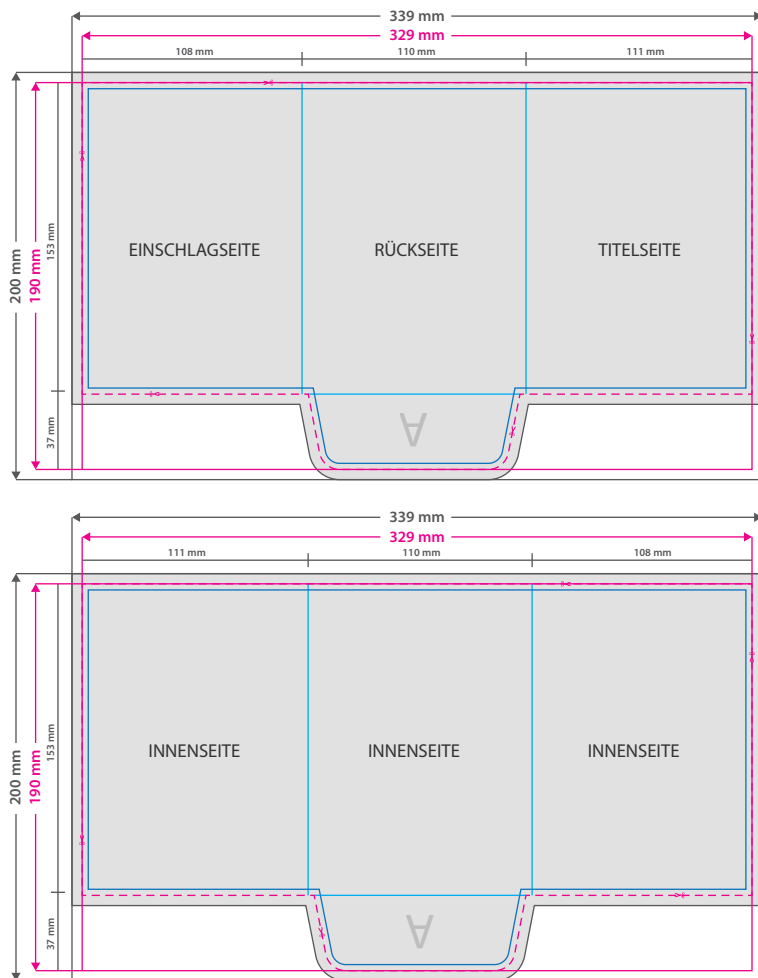 339 mm
329 mm
108 mm
110 mm
111 mm
200 mm
190 mm
153 mm
37 mm
EINSCHLAGSEITE
RÜCKSEITE
TITELSEITE
A
339 mm
329 mm
111 mm
110 mm
108 mm
200 mm
190 mm
153 mm
37 mm
INNENSEITE
INNENSEITE
INNENSEITE
A